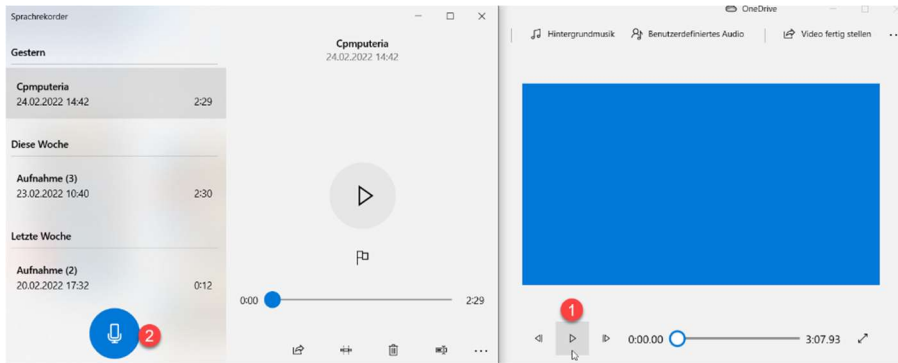 Sprachrekorder
Gestern
Cpmputeria
24.02.2022 14:42 2:29
Diese Woche
Aufnahme (3)
23.02.2022 10:40 2:30
Letzte Woche
Aufnahme (2)
20.02.2022 17:32 0:12
2
Cpmputeria
24.02.2022 14:42
0:00 2:29
OneDrive
Hintergrundmusik Benutzerdefiniertes Audio Video fertig stellen
1
0:00.00 3:07.93